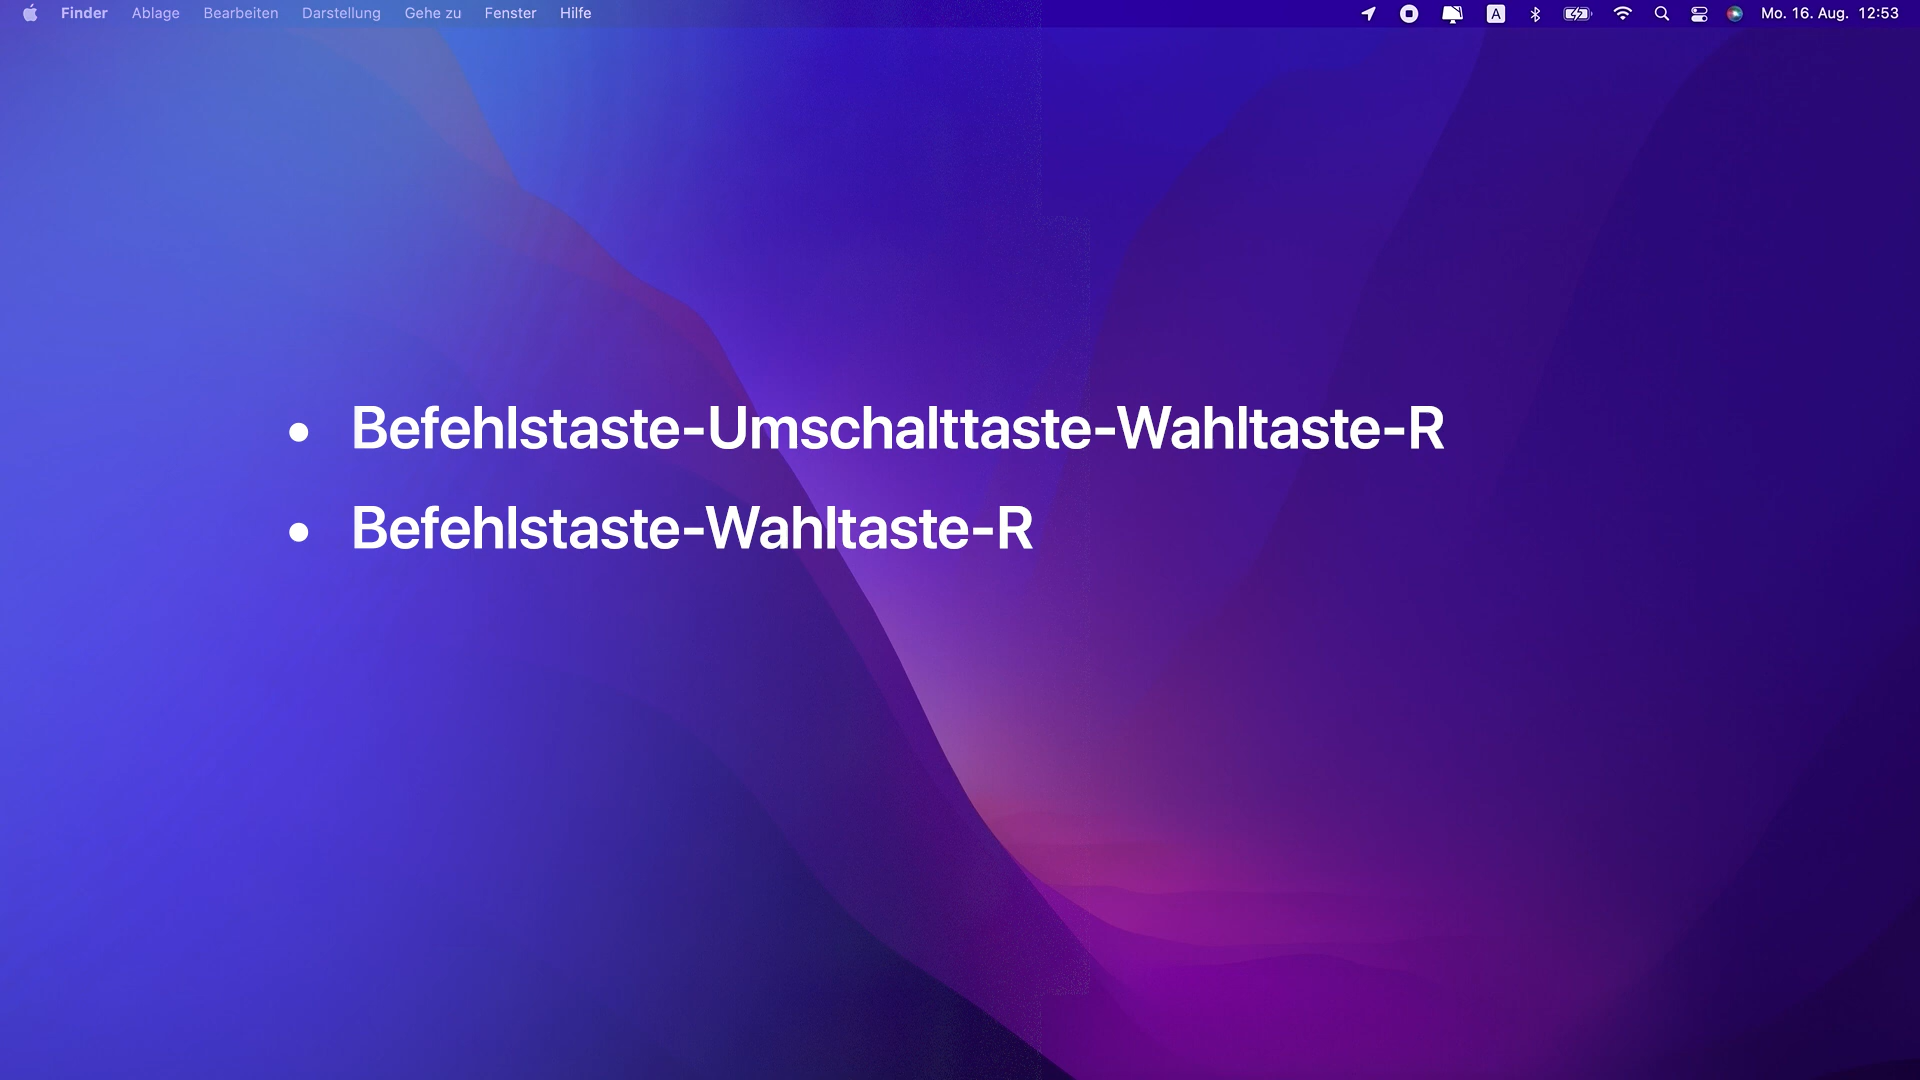 Finder Ablage Bearbeiten Darstellung Gehe zu Fenster Hilfe A Mo. 16. Aug. 12:53
• Befehlstaste-Umschalttaste-Wahltaste-R
• Befehlstaste-Wahltaste-R